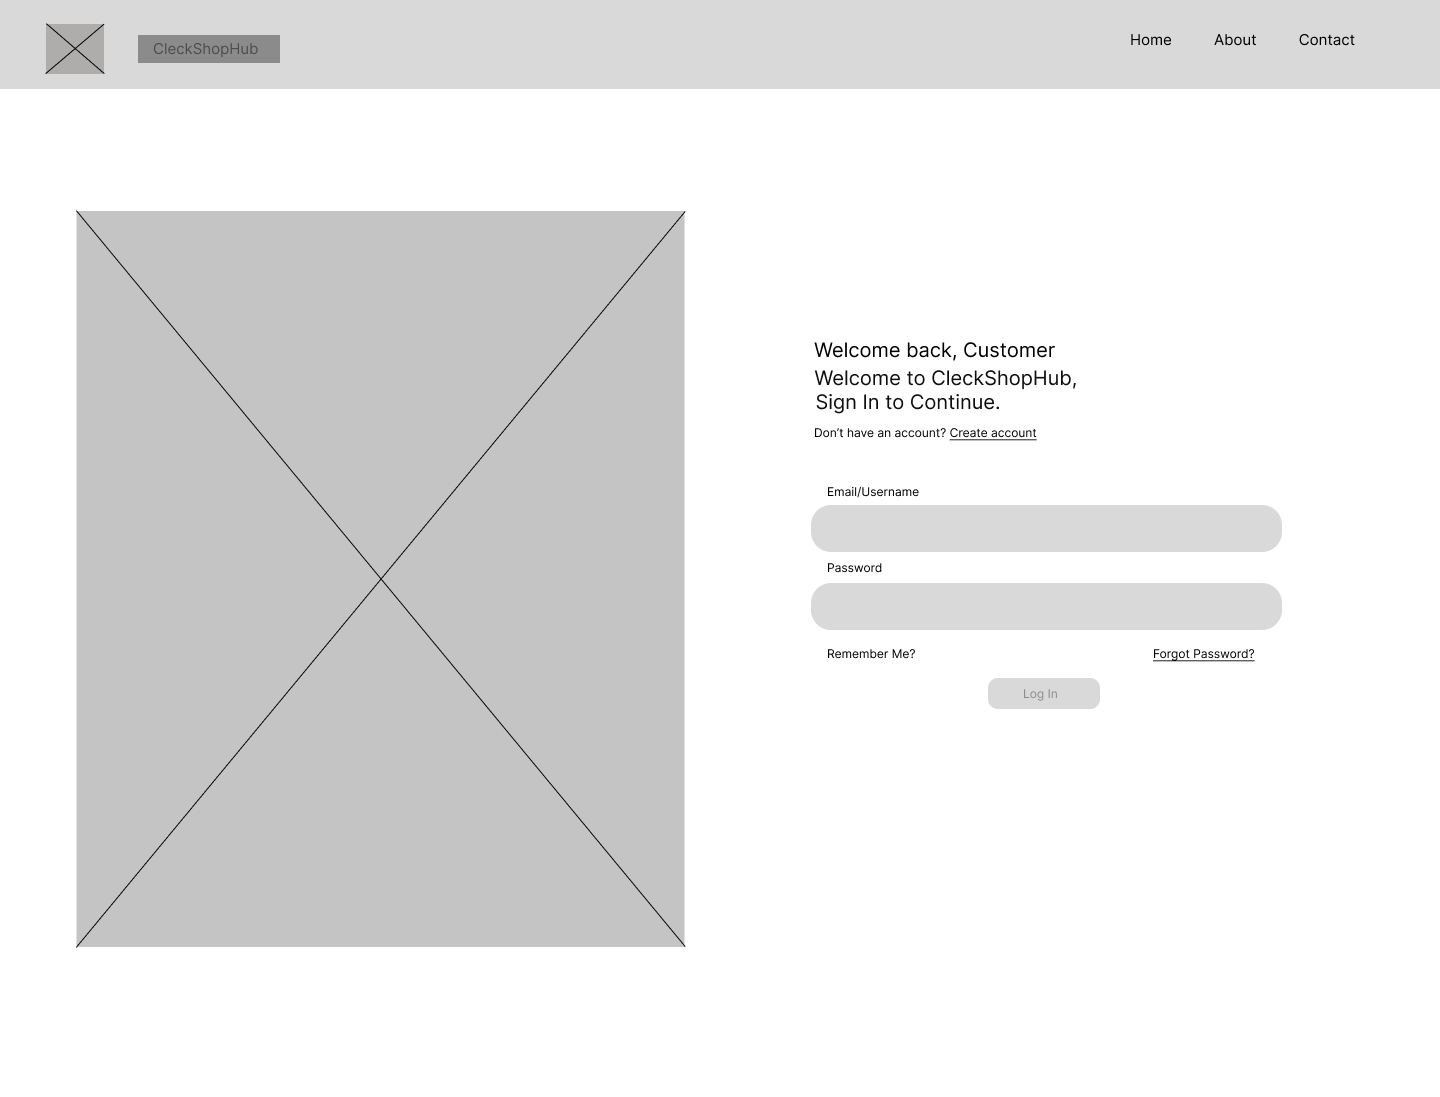 CleckShopHub
Home
About
Contact
Welcome back, Customer
Welcome to CleckShopHub,
Sign In to Continue.
Don’t have an account? Create account
Email/Username
Password
Remember Me?
Forgot Password?
Log In